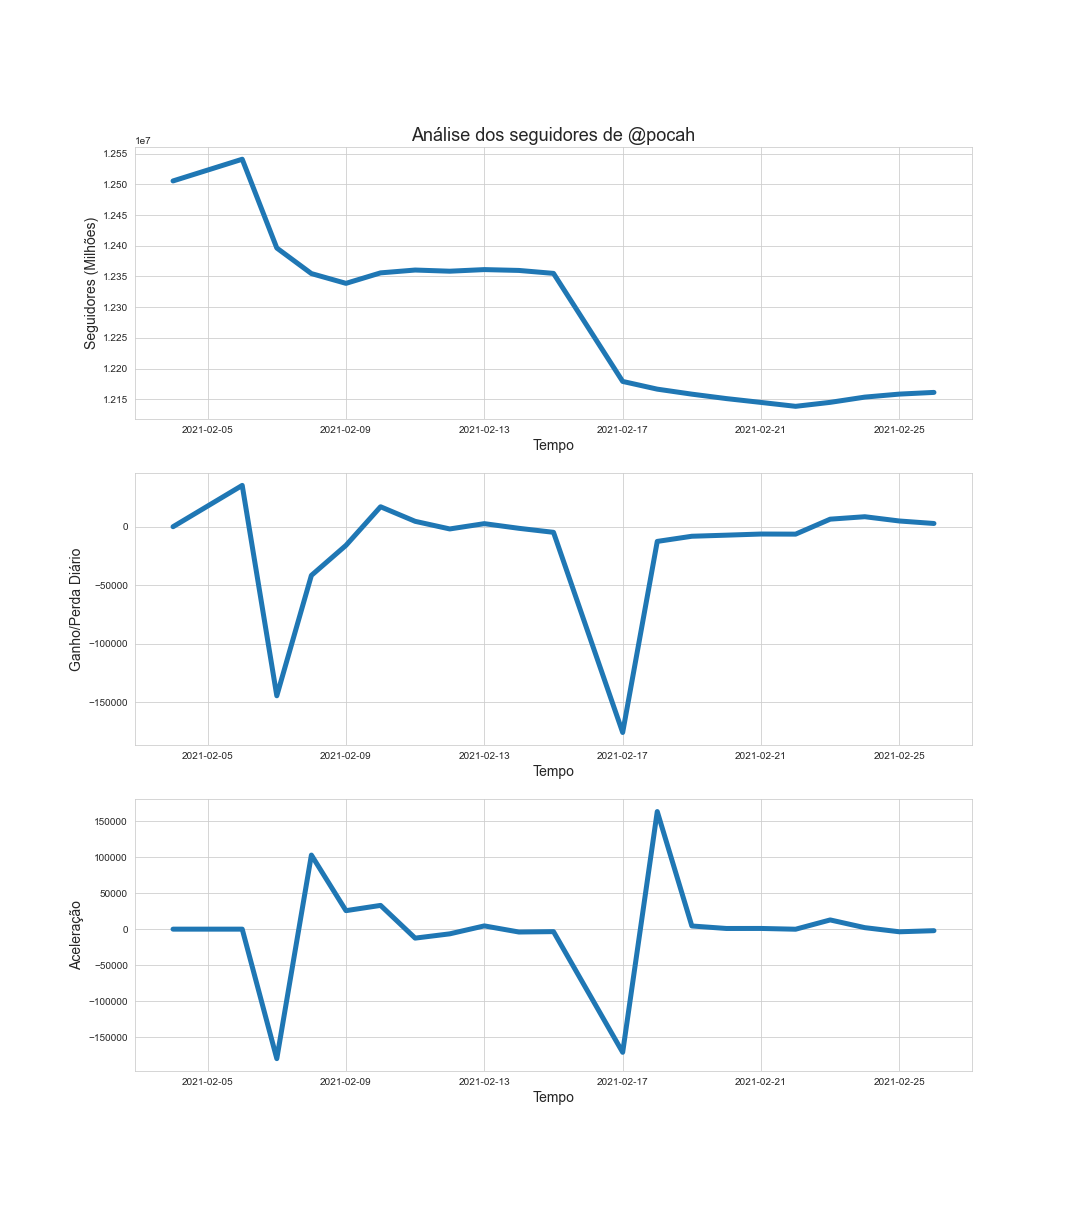 Análise dos seguidores de @pocah
1e7
1.255
1.250
1.245
1.240
1.235
1.230
1.225
1.220
1.215
Seguidores (Milhões)
2021-02-05 2021-02-09 2021-02-13 2021-02-17 2021-02-21 2021-02-25
Tempo
0
−50000
−100000
−150000
Ganho/Perda Diário
2021-02-05 2021-02-09 2021-02-13 2021-02-17 2021-02-21 2021-02-25
Tempo
150000
100000
50000
0
−50000
−100000
−150000
Aceleração
2021-02-05 2021-02-09 2021-02-13 2021-02-17 2021-02-21 2021-02-25
Tempo